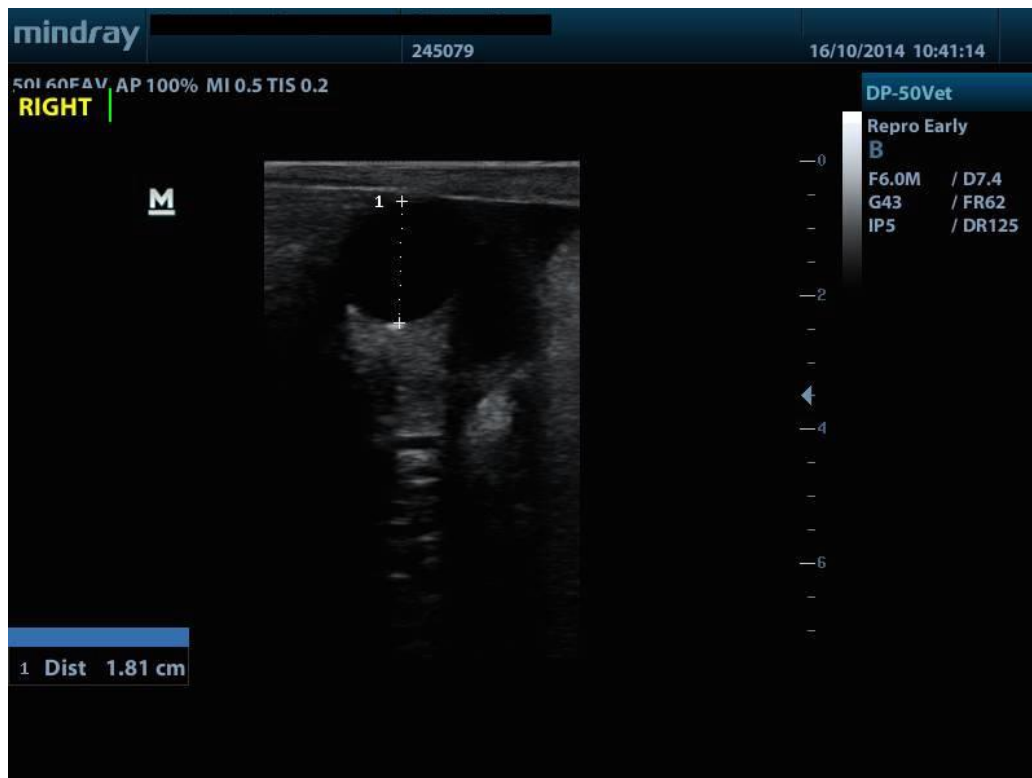 mindray
245079
16/10/2014 10:41:14
AP 100% MI 0.5 TIS 0.2
RIGHT
DP-50Vet
Repro Early
B
F6.0M / D7.4
G43 / FR62
IP5 / DR125
M
1
0
2
4
6
1 Dist 1.81 cm